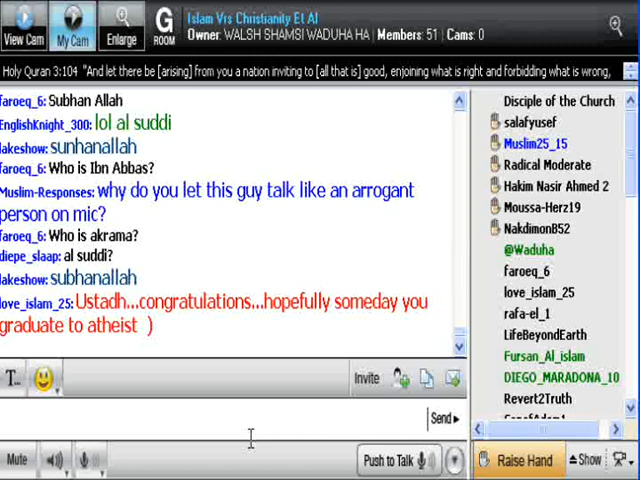 Islam Vrs Christianity Et Al
Owner: WALSH SHAMSI WADUHA HA | Members: 51 | Cams: 0
View Cam
My Cam
Enlarge
G
ROOM
Holy Quran 3:104 "And let there be [arising] from you a nation inviting to [all that is] good, enjoining what is right and forbidding what is wrong,
faroeq_6: Subhan Allah
EnglishKnight_300: lol al suddi
lakeshow: sunhanallah
faroeq_6: Who is Ibn Abbas?
Muslim-Responses: why do you let this guy talk like an arrogant
person on mic?
faroeq_6: Who is akrama?
diepe_slaap: al suddi?
lakeshow: subhanallah
love_islam_25: Ustadh...congratulations...hopefully someday you
graduate to atheist )
T...
Invite
Send
Mute
Push to Talk
Disciple of the Church
salafyusef
Muslim25_15
Radical Moderate
Hakim Nasir Ahmed 2
Moussa-Herz19
NakdimonB52
@Waduha
faroeq_6
love_islam_25
rafa-el_1
LifeBeyondEarth
Fursan_Al_islam
DIEGO_MARADONA_10
Revert2Truth
Raise Hand
Show